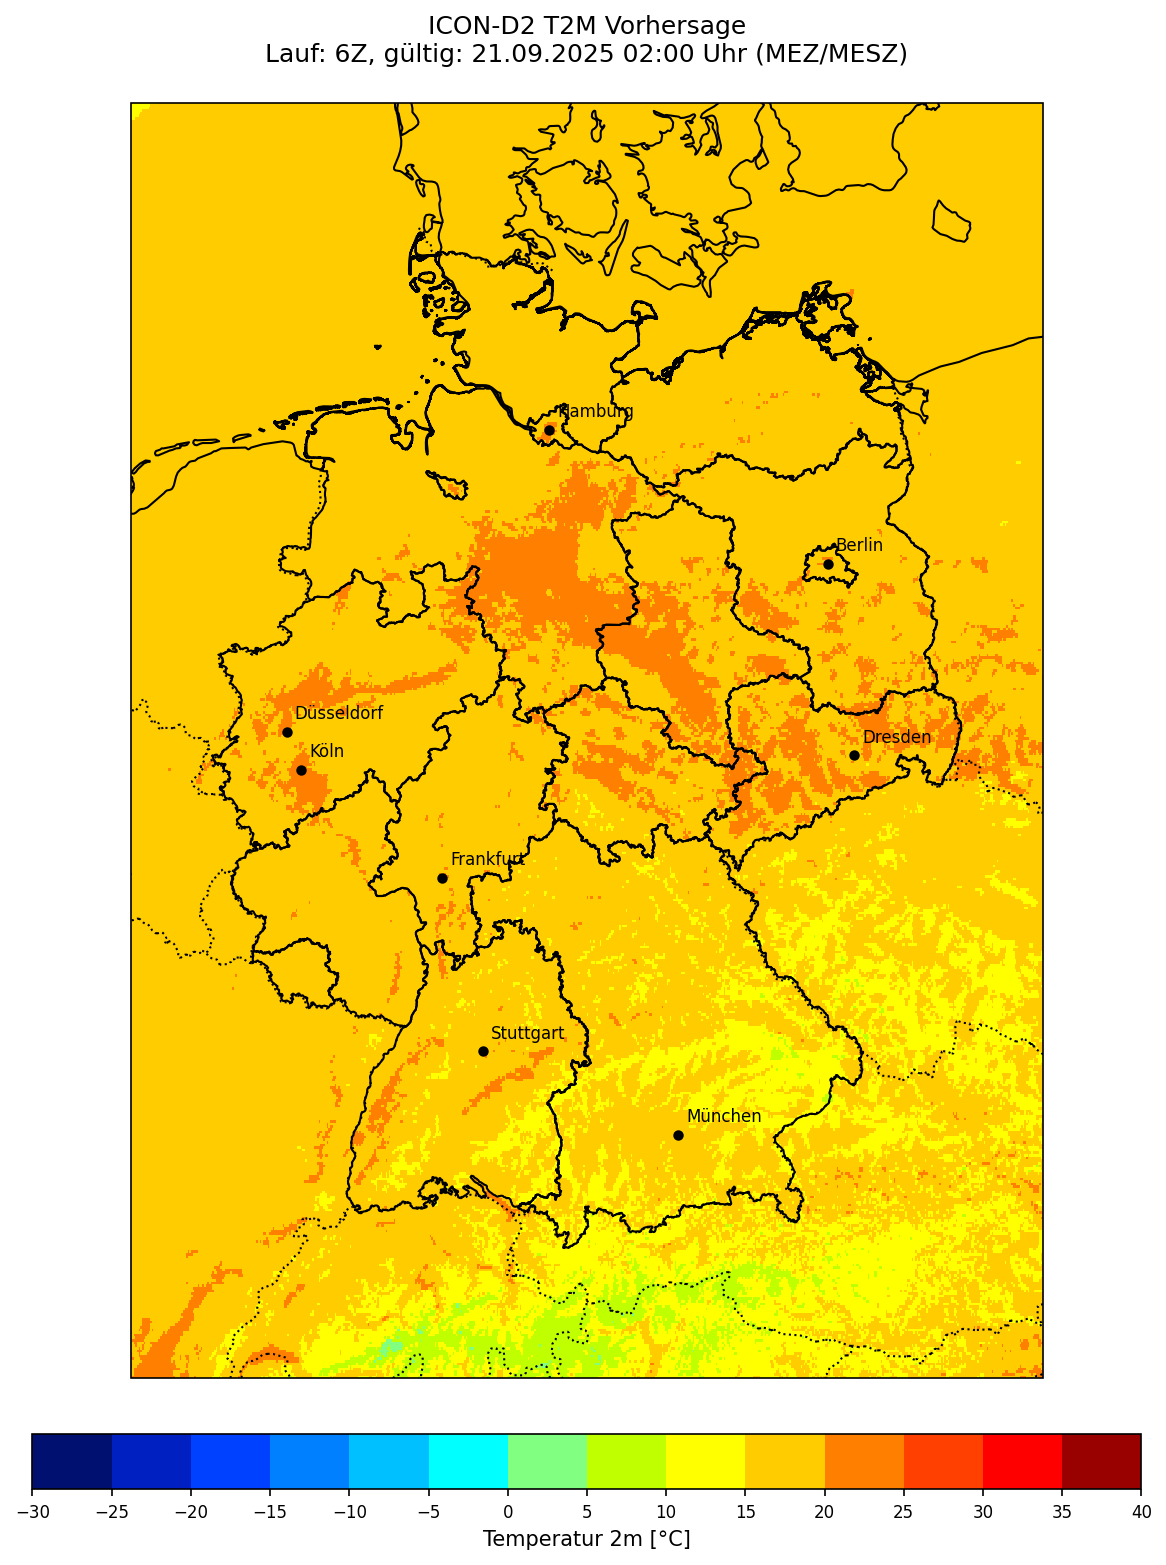 ICON-D2 T2M Vorhersage
Lauf: 6Z, gültig: 21.09.2025 02:00 Uhr (MEZ/MESZ)
Hamburg
Berlin
Düsseldorf
Dresden
Köln
Frankfurt
Stuttgart
München
−30 −25 −20 −15 −10 −5 0 5 10 15 20 25 30 35 40
Temperatur 2m [°C]